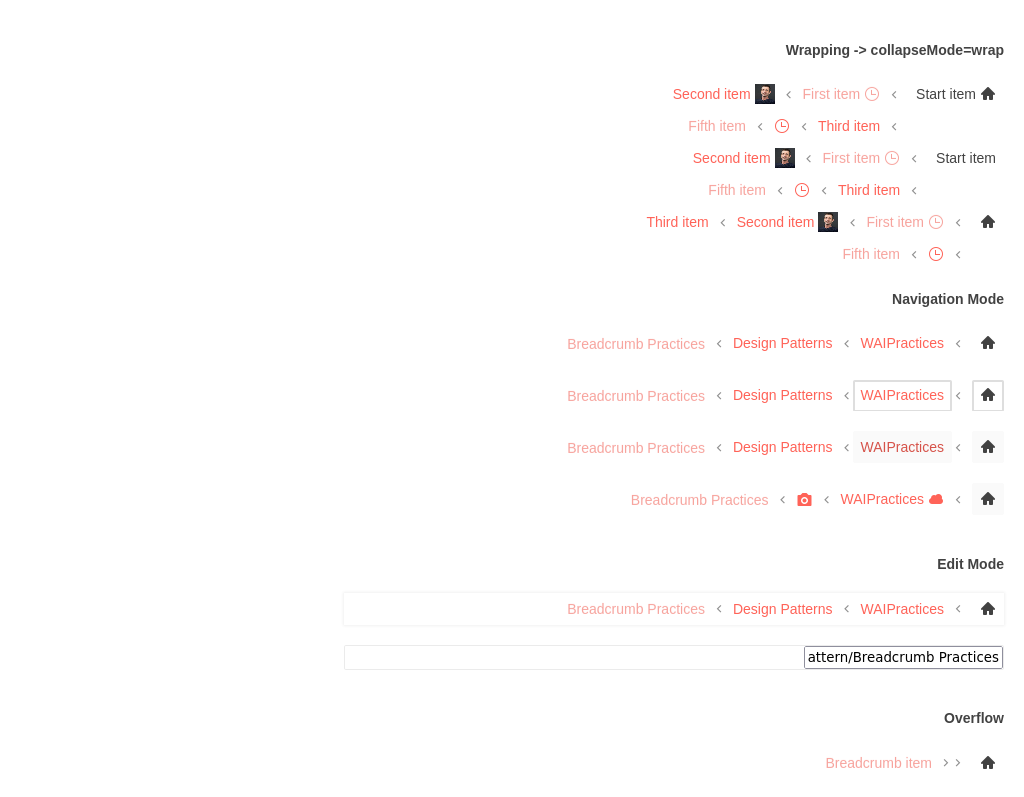 Wrapping -> collapseMode=wrap
Second item First item Start item
Fifth item Third item
Second item First item Start item
Fifth item Third item
Third item Second item First item
Fifth item
Navigation Mode
Breadcrumb Practices Design Patterns WAIPractices
Breadcrumb Practices Design Patterns WAIPractices
Breadcrumb Practices Design Patterns WAIPractices
Breadcrumb Practices WAIPractices
Edit Mode
Breadcrumb Practices Design Patterns WAIPractices
attern/Breadcrumb Practices
Overflow
Breadcrumb item